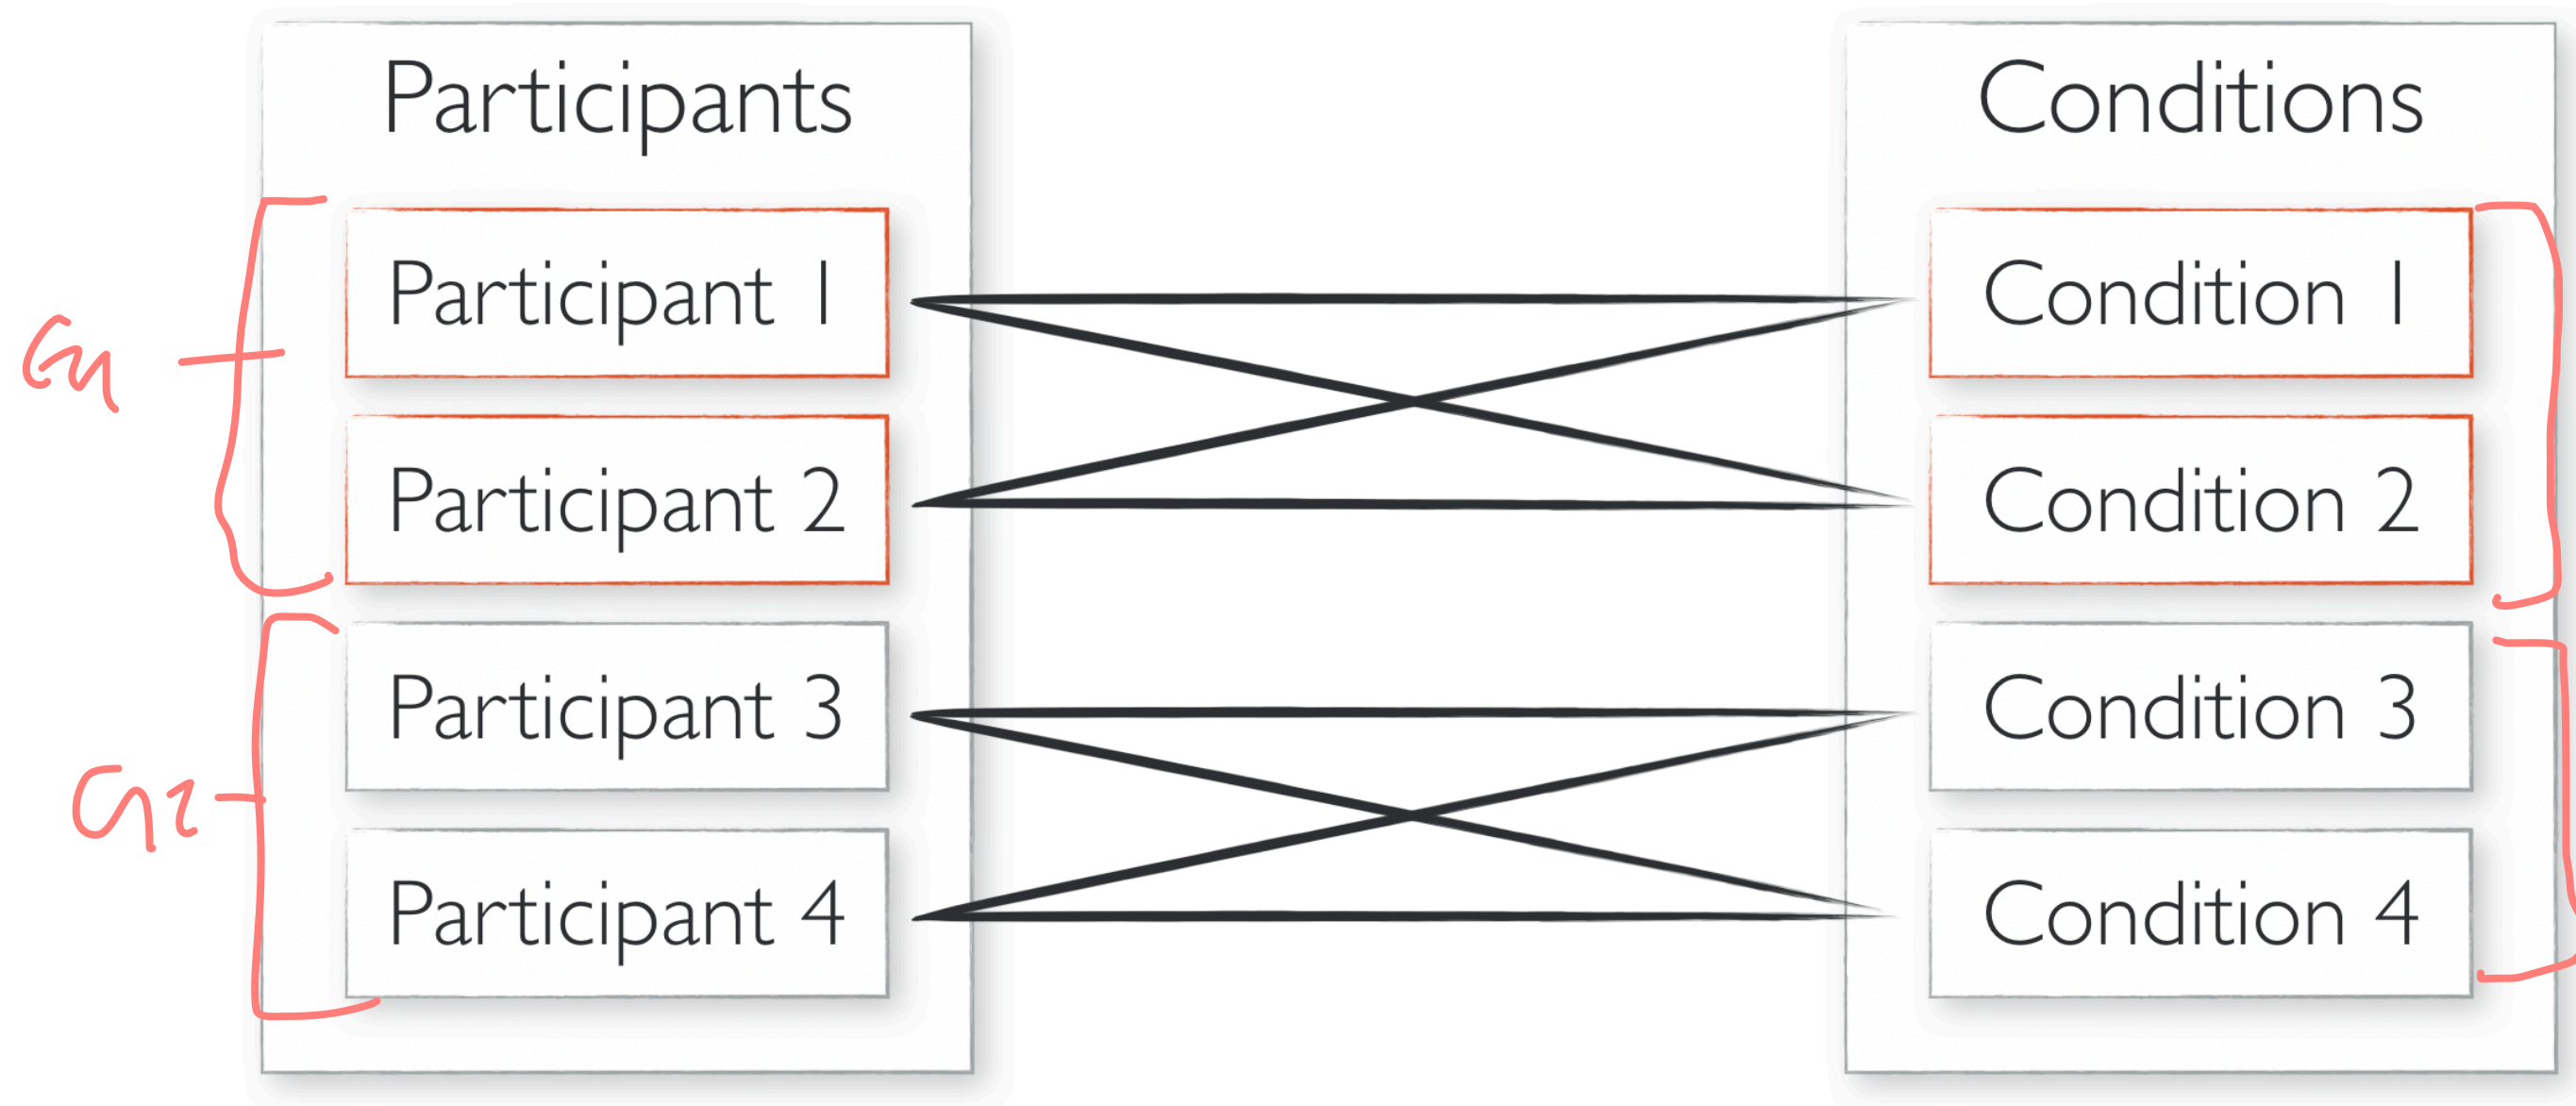 Participants
Participant 1
Participant 2
Participant 3
Participant 4
G2
Conditions
Condition 1
Condition 2
Condition 3
Condition 4